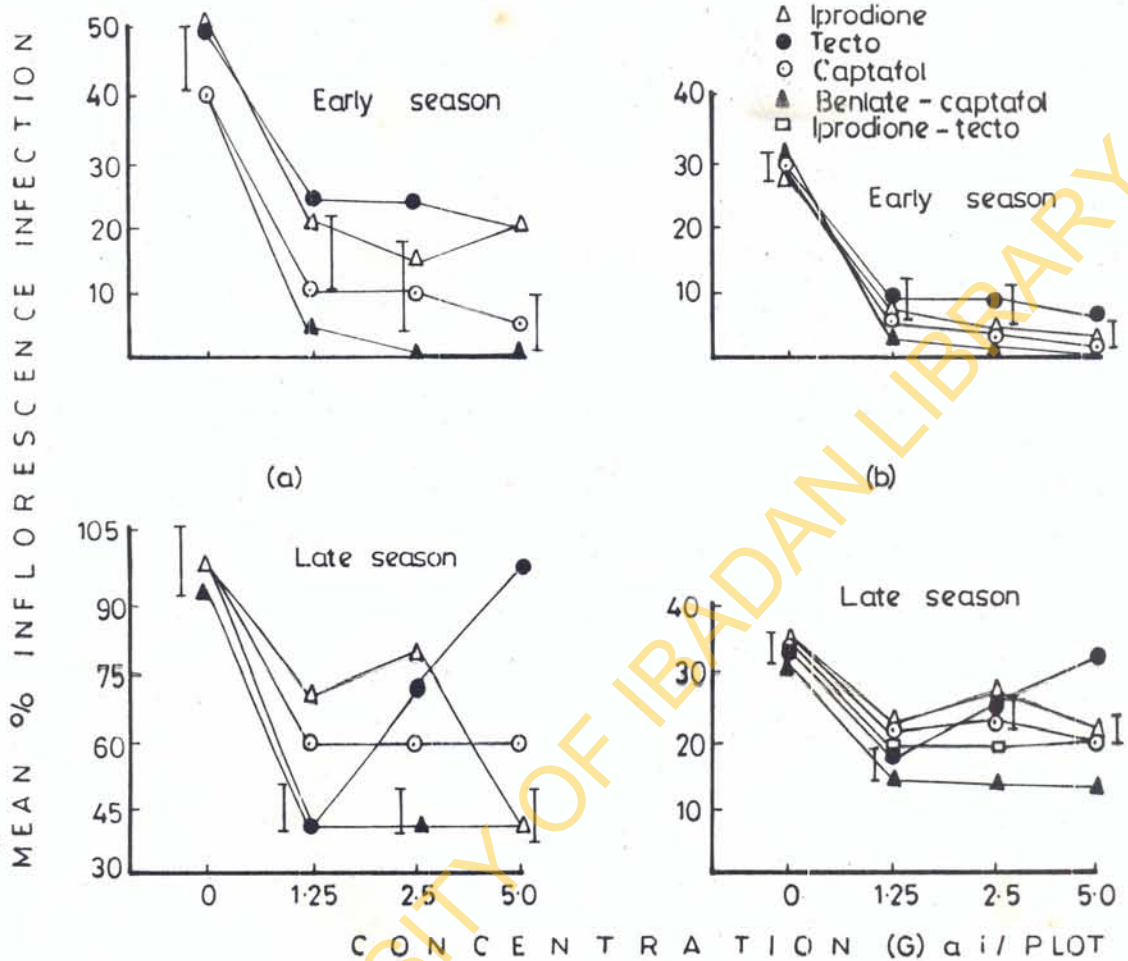 MEAN % INFLORESCENCE INFECTION
50
40
30
20
10
Early season
(a)
Iprodione
Tecto
Captafol
Benlate - captafol
Iprodione - tecto
40
30
20
10
Early season
(b)
105
90
75
60
45
30
Late season
0 1·25 2·5 5·0
40
30
20
10
Late season
0 1·25 2·5 5·0
CONCENTRATION (G) a i/ PLOT
SITY OF IBADAN LIBRARY